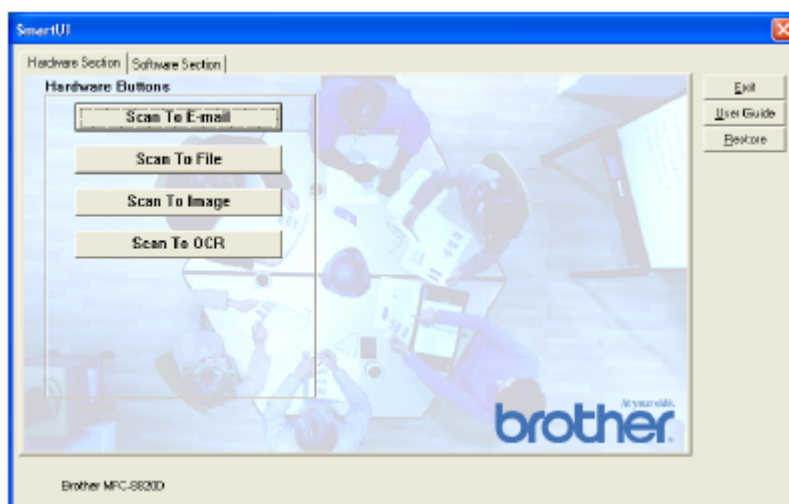 SmartUI
Hardware Section
Software Section
Hardware Buttons
Scan To E-mail
Scan To File
Scan To Image
Scan To OCR
Exit
User Guide
Restore
At your side.
brother
Brother MFC-8820D